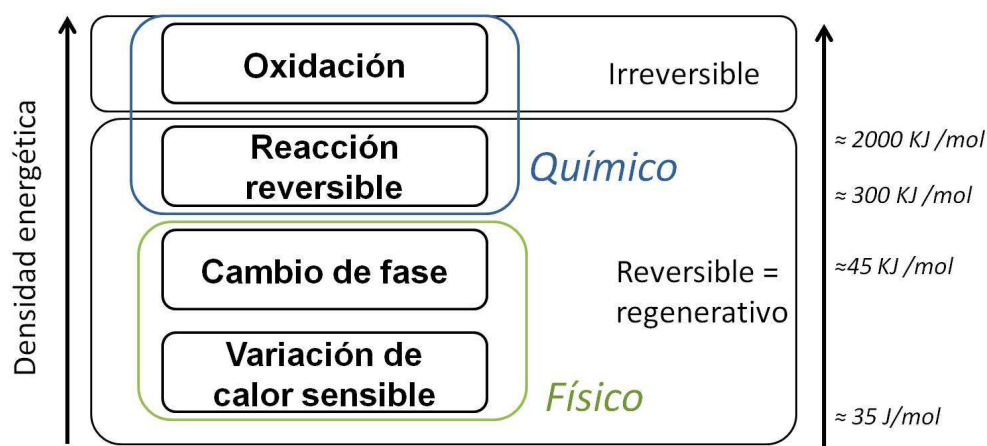 Densidad energética
Oxidación
Irreversible
Reacción
reversible
Químico
Cambio de fase
Reversible =
regenerativo
Variación de
calor sensible
Físico
≈ 2000 KJ /mol
≈ 300 KJ /mol
≈45 KJ /mol
≈ 35 J/mol